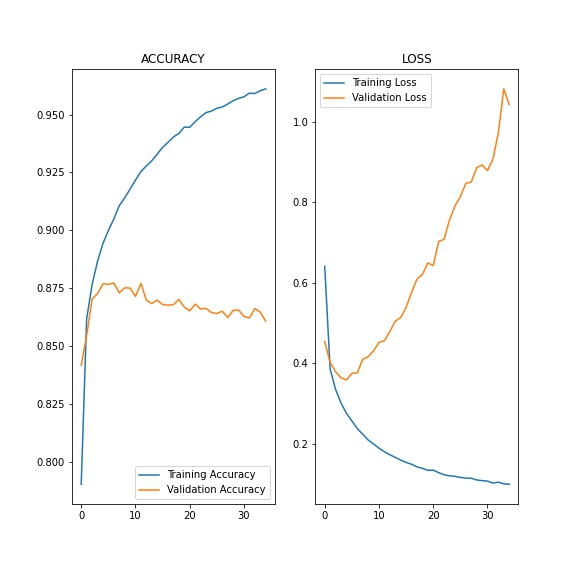 ACCURACY
0.950
0.925
0.900
0.875
0.850
0.825
0.800
Training Accuracy
Validation Accuracy
0 10 20 30
LOSS
Training Loss
Validation Loss
1.0
0.8
0.6
0.4
0.2
0 10 20 30